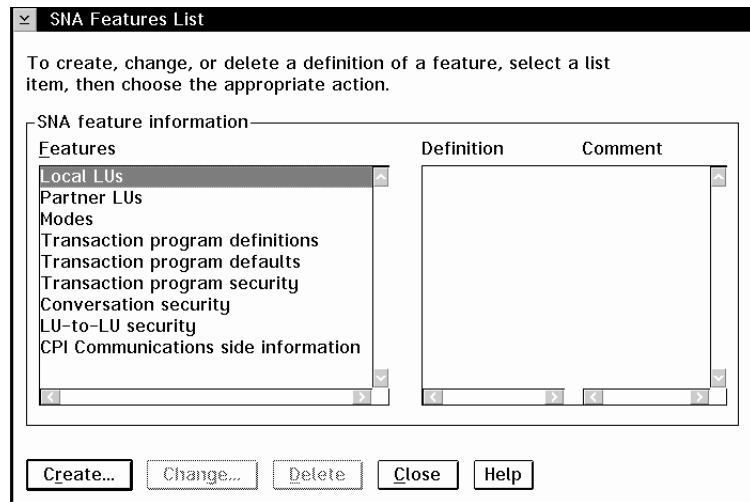 SNA Features List
To create, change, or delete a definition of a feature, select a list
item, then choose the appropriate action.
SNA feature information
Features Definition Comment
Local LUs
Partner LUs
Modes
Transaction program definitions
Transaction program defaults
Transaction program security
Conversation security
LU-to-LU security
CPI Communications side information
Create... Change... Delete Close Help